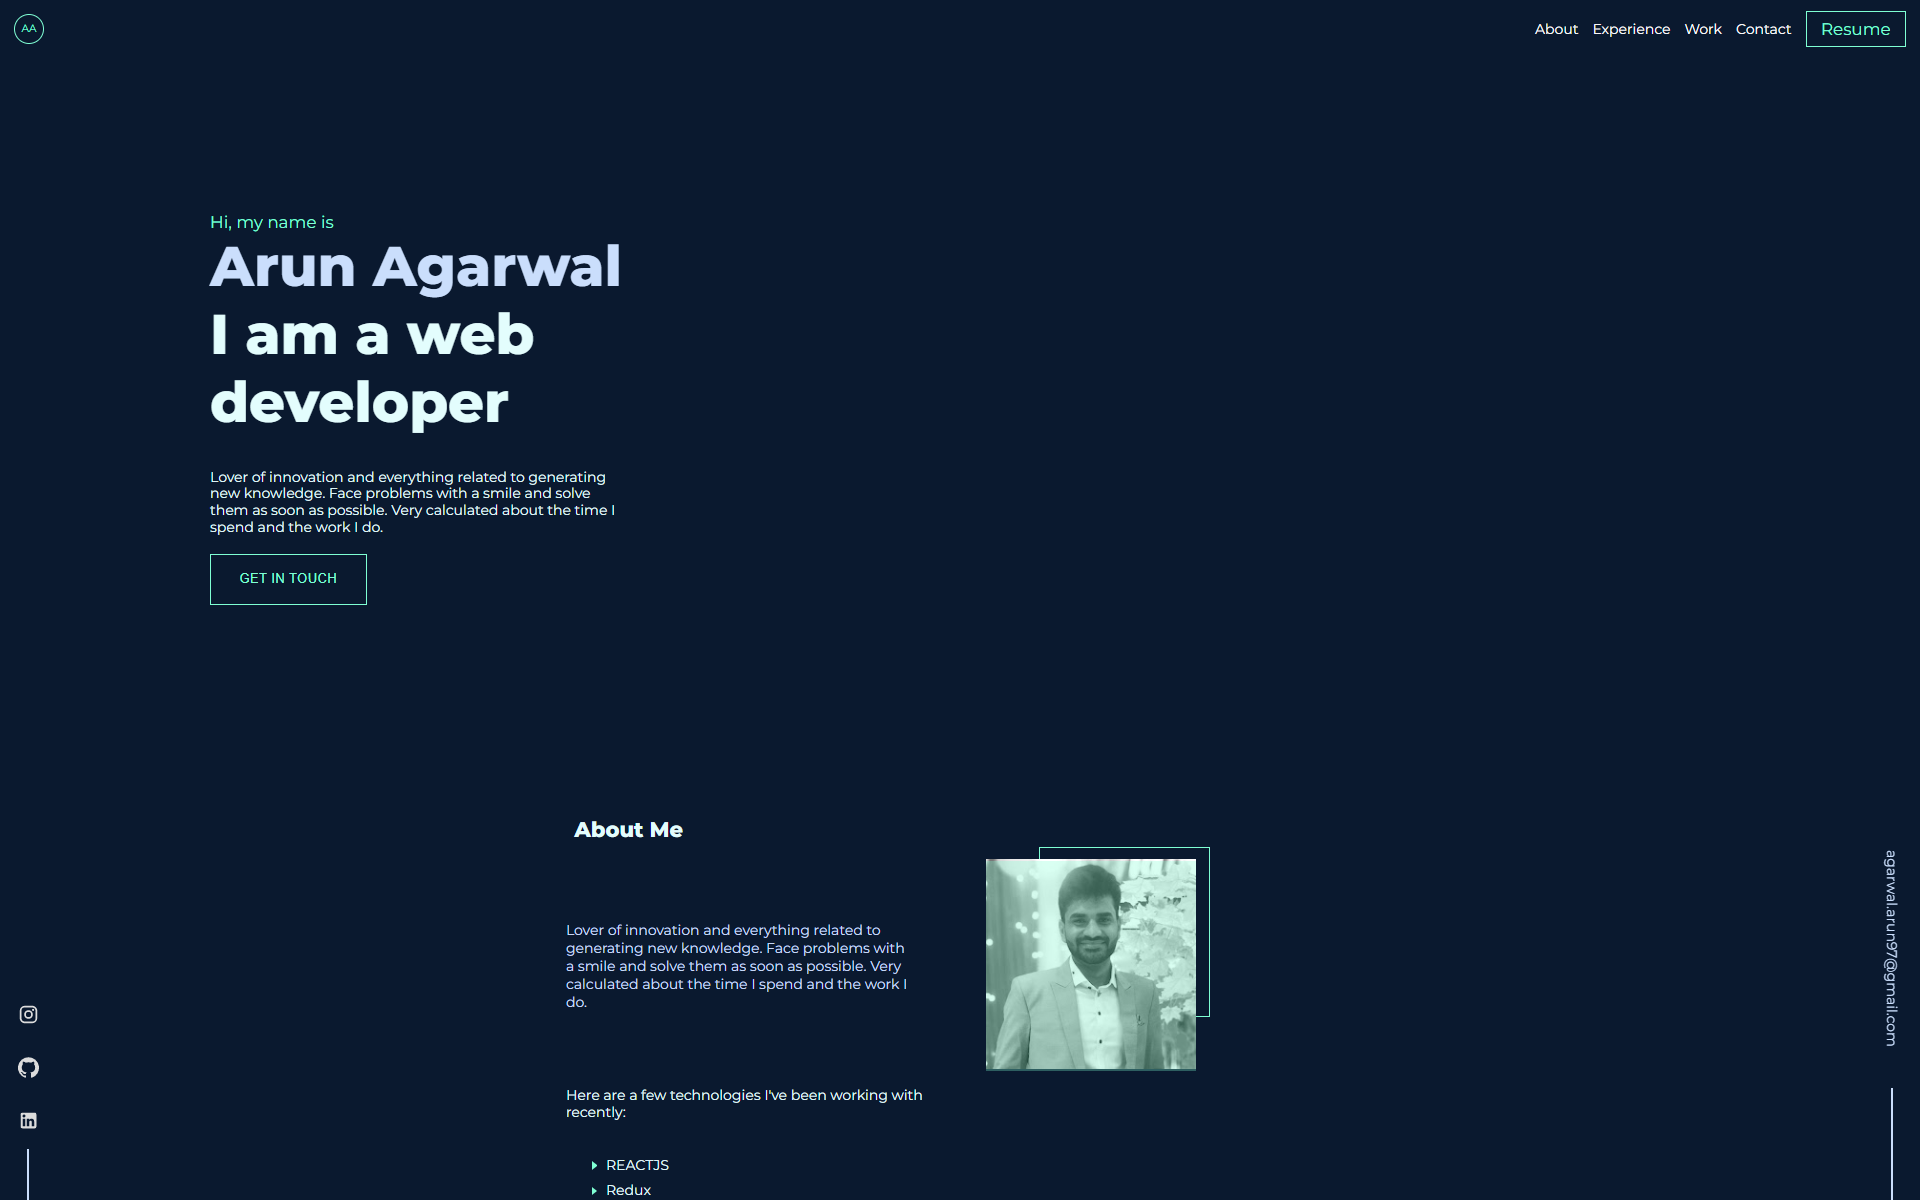 AA
About Experience Work Contact Resume
Hi, my name is
Arun Agarwal
I am a web
developer
Lover of innovation and everything related to generating
new knowledge. Face problems with a smile and solve
them as soon as possible. Very calculated about the time I
spend and the work I do.
GET IN TOUCH
About Me
Lover of innovation and everything related to
generating new knowledge. Face problems with
a smile and solve them as soon as possible. Very
calculated about the time I spend and the work I
do.
Here are a few technologies I've been working with
recently:
REACTJS
Redux
agarwal.arun97@gmail.com